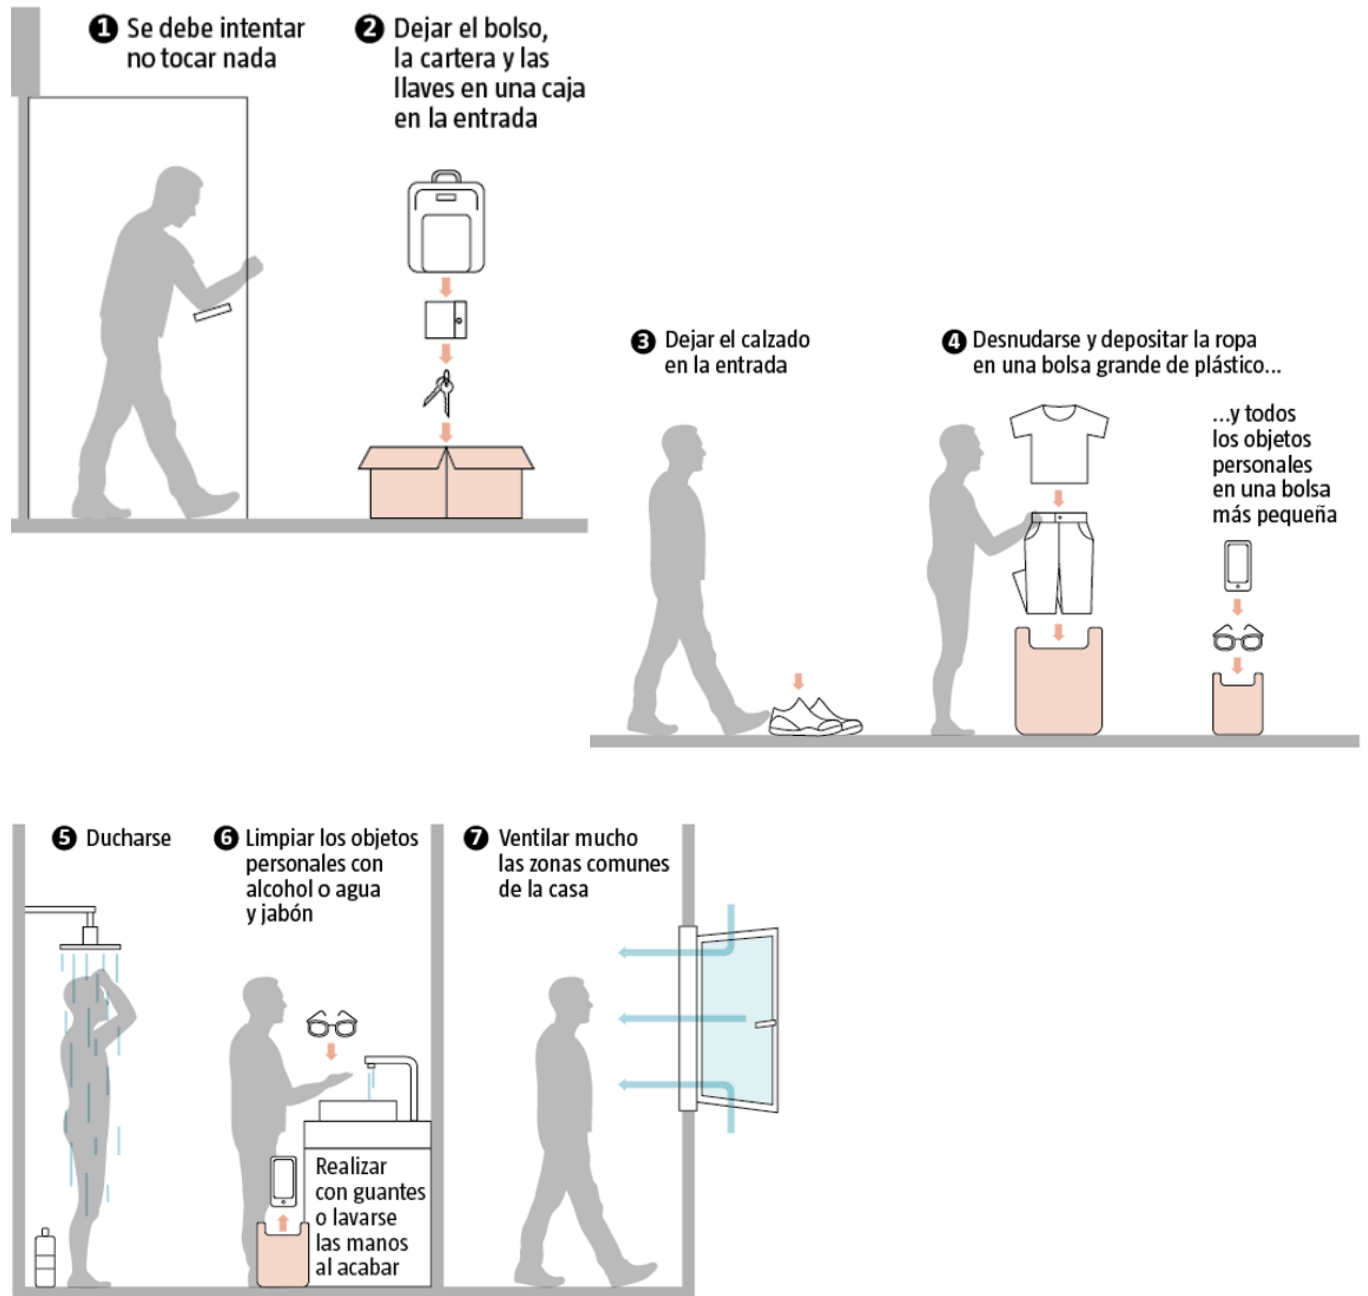 1 Se debe intentar
no tocar nada
2 Dejar el bolso,
la cartera y las
llaves en una caja
en la entrada
3 Dejar el calzado
en la entrada
4 Desnudarse y depositar la ropa
en una bolsa grande de plástico...
...y todos
los objetos
personales
en una bolsa
más pequeña
5 Ducharse
6 Limpiar los objetos
personales con
alcohol o agua
y jabón
Realizar
con guantes
o lavarse
las manos
al acabar
7 Ventilar mucho
las zonas comunes
de la casa